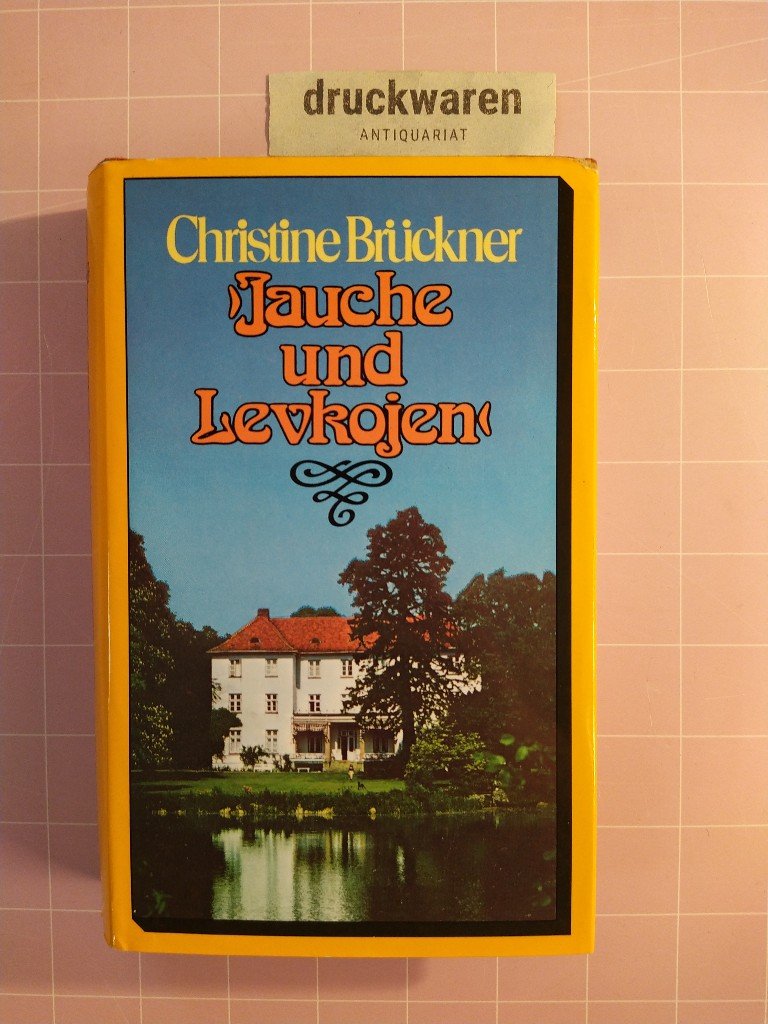 druckwaren
ANTIQUARIAT
Christine Brückner
›Jauche
und
Levkojen‹